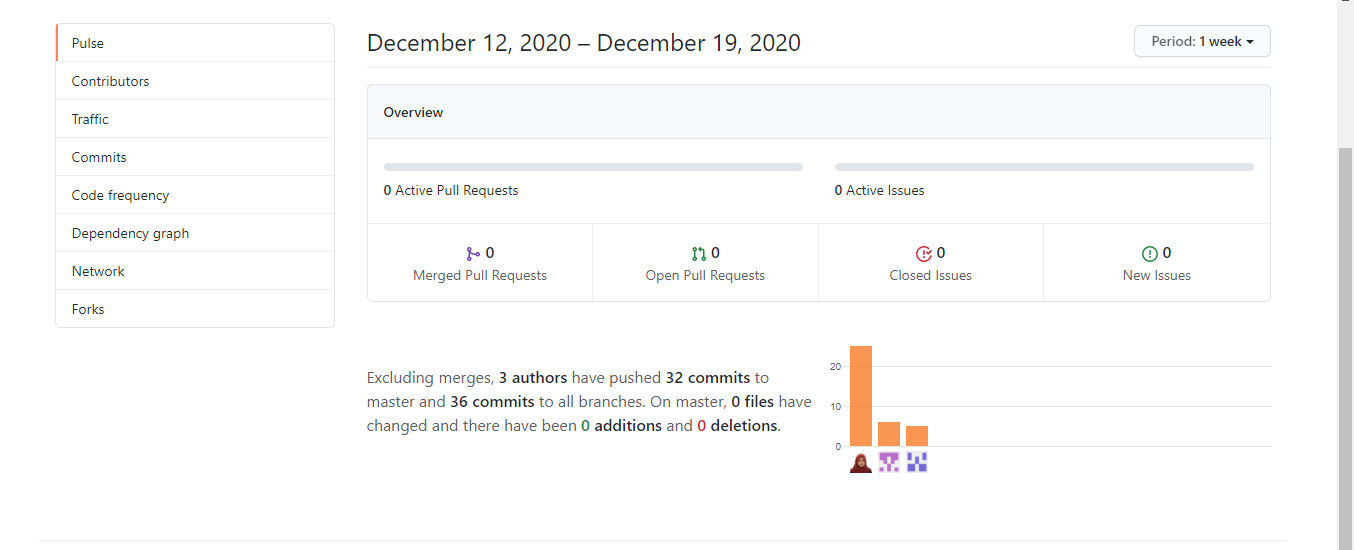 Pulse
Contributors
Traffic
Commits
Code frequency
Dependency graph
Network
Forks
December 12, 2020 – December 19, 2020
Period: 1 week
Overview
0 Active Pull Requests
0 Active Issues
0
Merged Pull Requests
0
Open Pull Requests
0
Closed Issues
0
New Issues
Excluding merges, 3 authors have pushed 32 commits to
master and 36 commits to all branches. On master, 0 files have
changed and there have been 0 additions and 0 deletions.
20
10
0